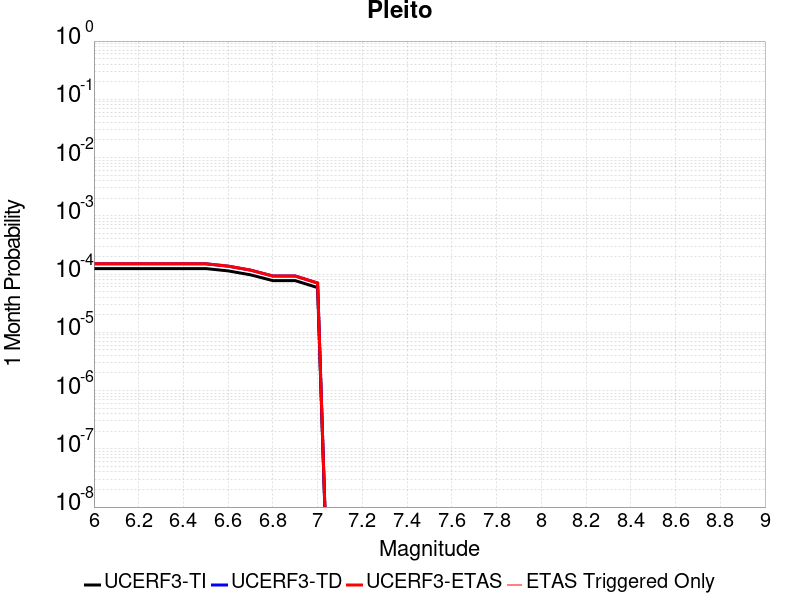 Pleito
1 Month Probability
10^0
10^-1
10^-2
10^-3
10^-4
10^-5
10^-6
10^-7
10^-8
6 6.2 6.4 6.6 6.8 7 7.2 7.4 7.6 7.8 8 8.2 8.4 8.6 8.8 9
Magnitude
UCERF3-TI UCERF3-TD UCERF3-ETAS ETAS Triggered Only